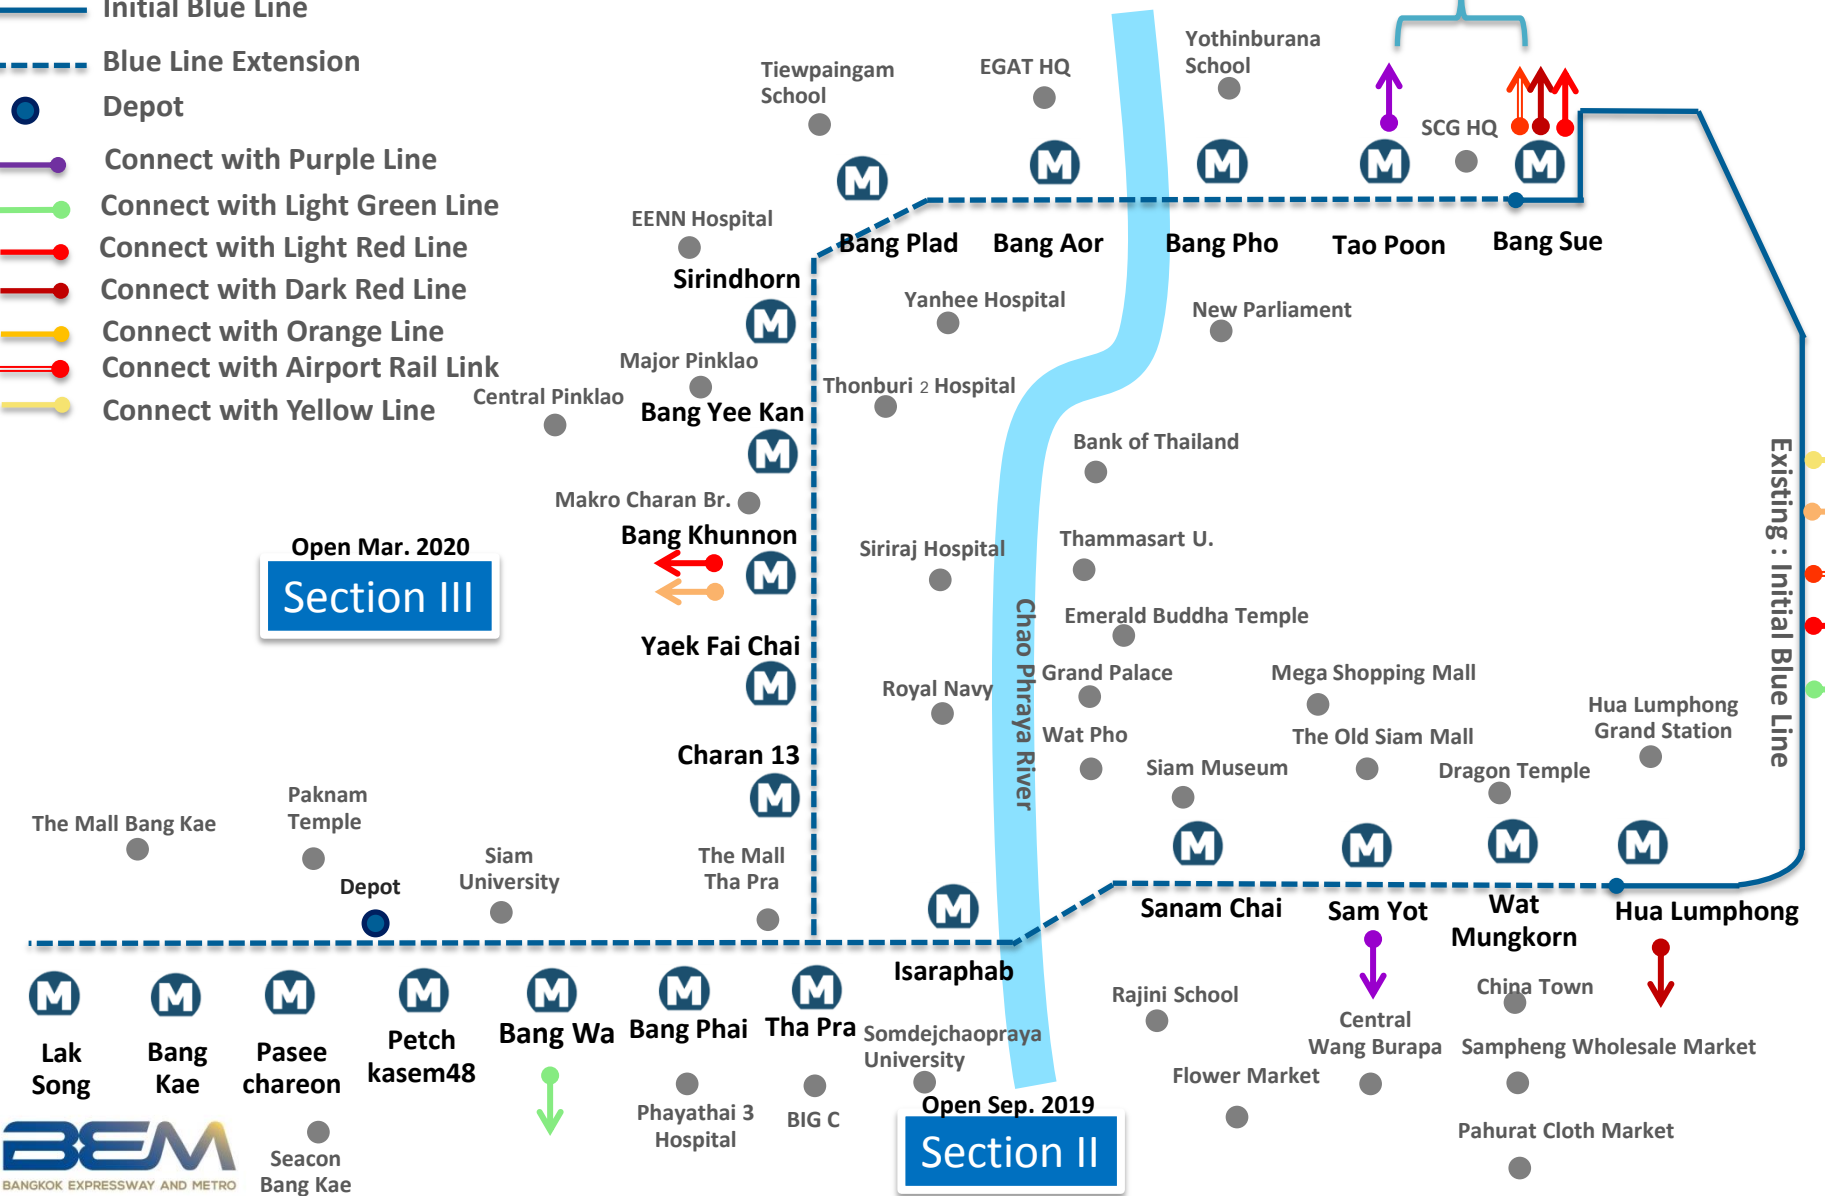 Initial Blue Line
Blue Line Extension
Depot
Connect with Purple Line
Connect with Light Green Line
Connect with Light Red Line
Connect with Dark Red Line
Connect with Orange Line
Connect with Airport Rail Link
Connect with Yellow Line
Tiewpaingam
School
EGAT HQ
Yothinburana
School
SCG HQ
M
M
M
M
M
Bang Plad
Bang Aor
Bang Pho
Tao Poon
Bang Sue
EENN Hospital
Sirindhorn
M
Yanhee Hospital
New Parliament
Major Pinklao
Central Pinklao
Thonburi 2 Hospital
Bang Yee Kan
M
Bank of Thailand
Makro Charan Br.
Bang Khunnon
M
Siriraj Hospital
Thammasart U.
Open Mar. 2020
Section III
Existing : Initial Blue Line
Chao Phraya River
Emerald Buddha Temple
Yaek Fai Chai
M
Royal Navy
Grand Palace
Mega Shopping Mall
Hua Lumphong
Grand Station
Wat Pho
The Old Siam Mall
Siam Museum
Dragon Temple
Charan 13
M
Paknam
Temple
The Mall Bang Kae
Depot
Siam
University
The Mall
Tha Pra
M
M
M
M
M
Sanam Chai
Sam Yot
Wat
Mungkorn
Hua Lumphong
Isaraphab
M
M
M
M
M
M
M
Lak
Song
Bang
Kae
Pasee
chareon
Petch
kasem48
Bang Wa
Bang Phai
Tha Pra
Somdejchaopraya
University
Rajini School
China Town
Central
Wang Burapa
Sampheng Wholesale Market
Flower Market
Phayathai 3
Hospital
BIG C
Open Sep. 2019
Section II
Pahurat Cloth Market
Seacon
Bang Kae
BEM
BANGKOK EXPRESSWAY AND METRO